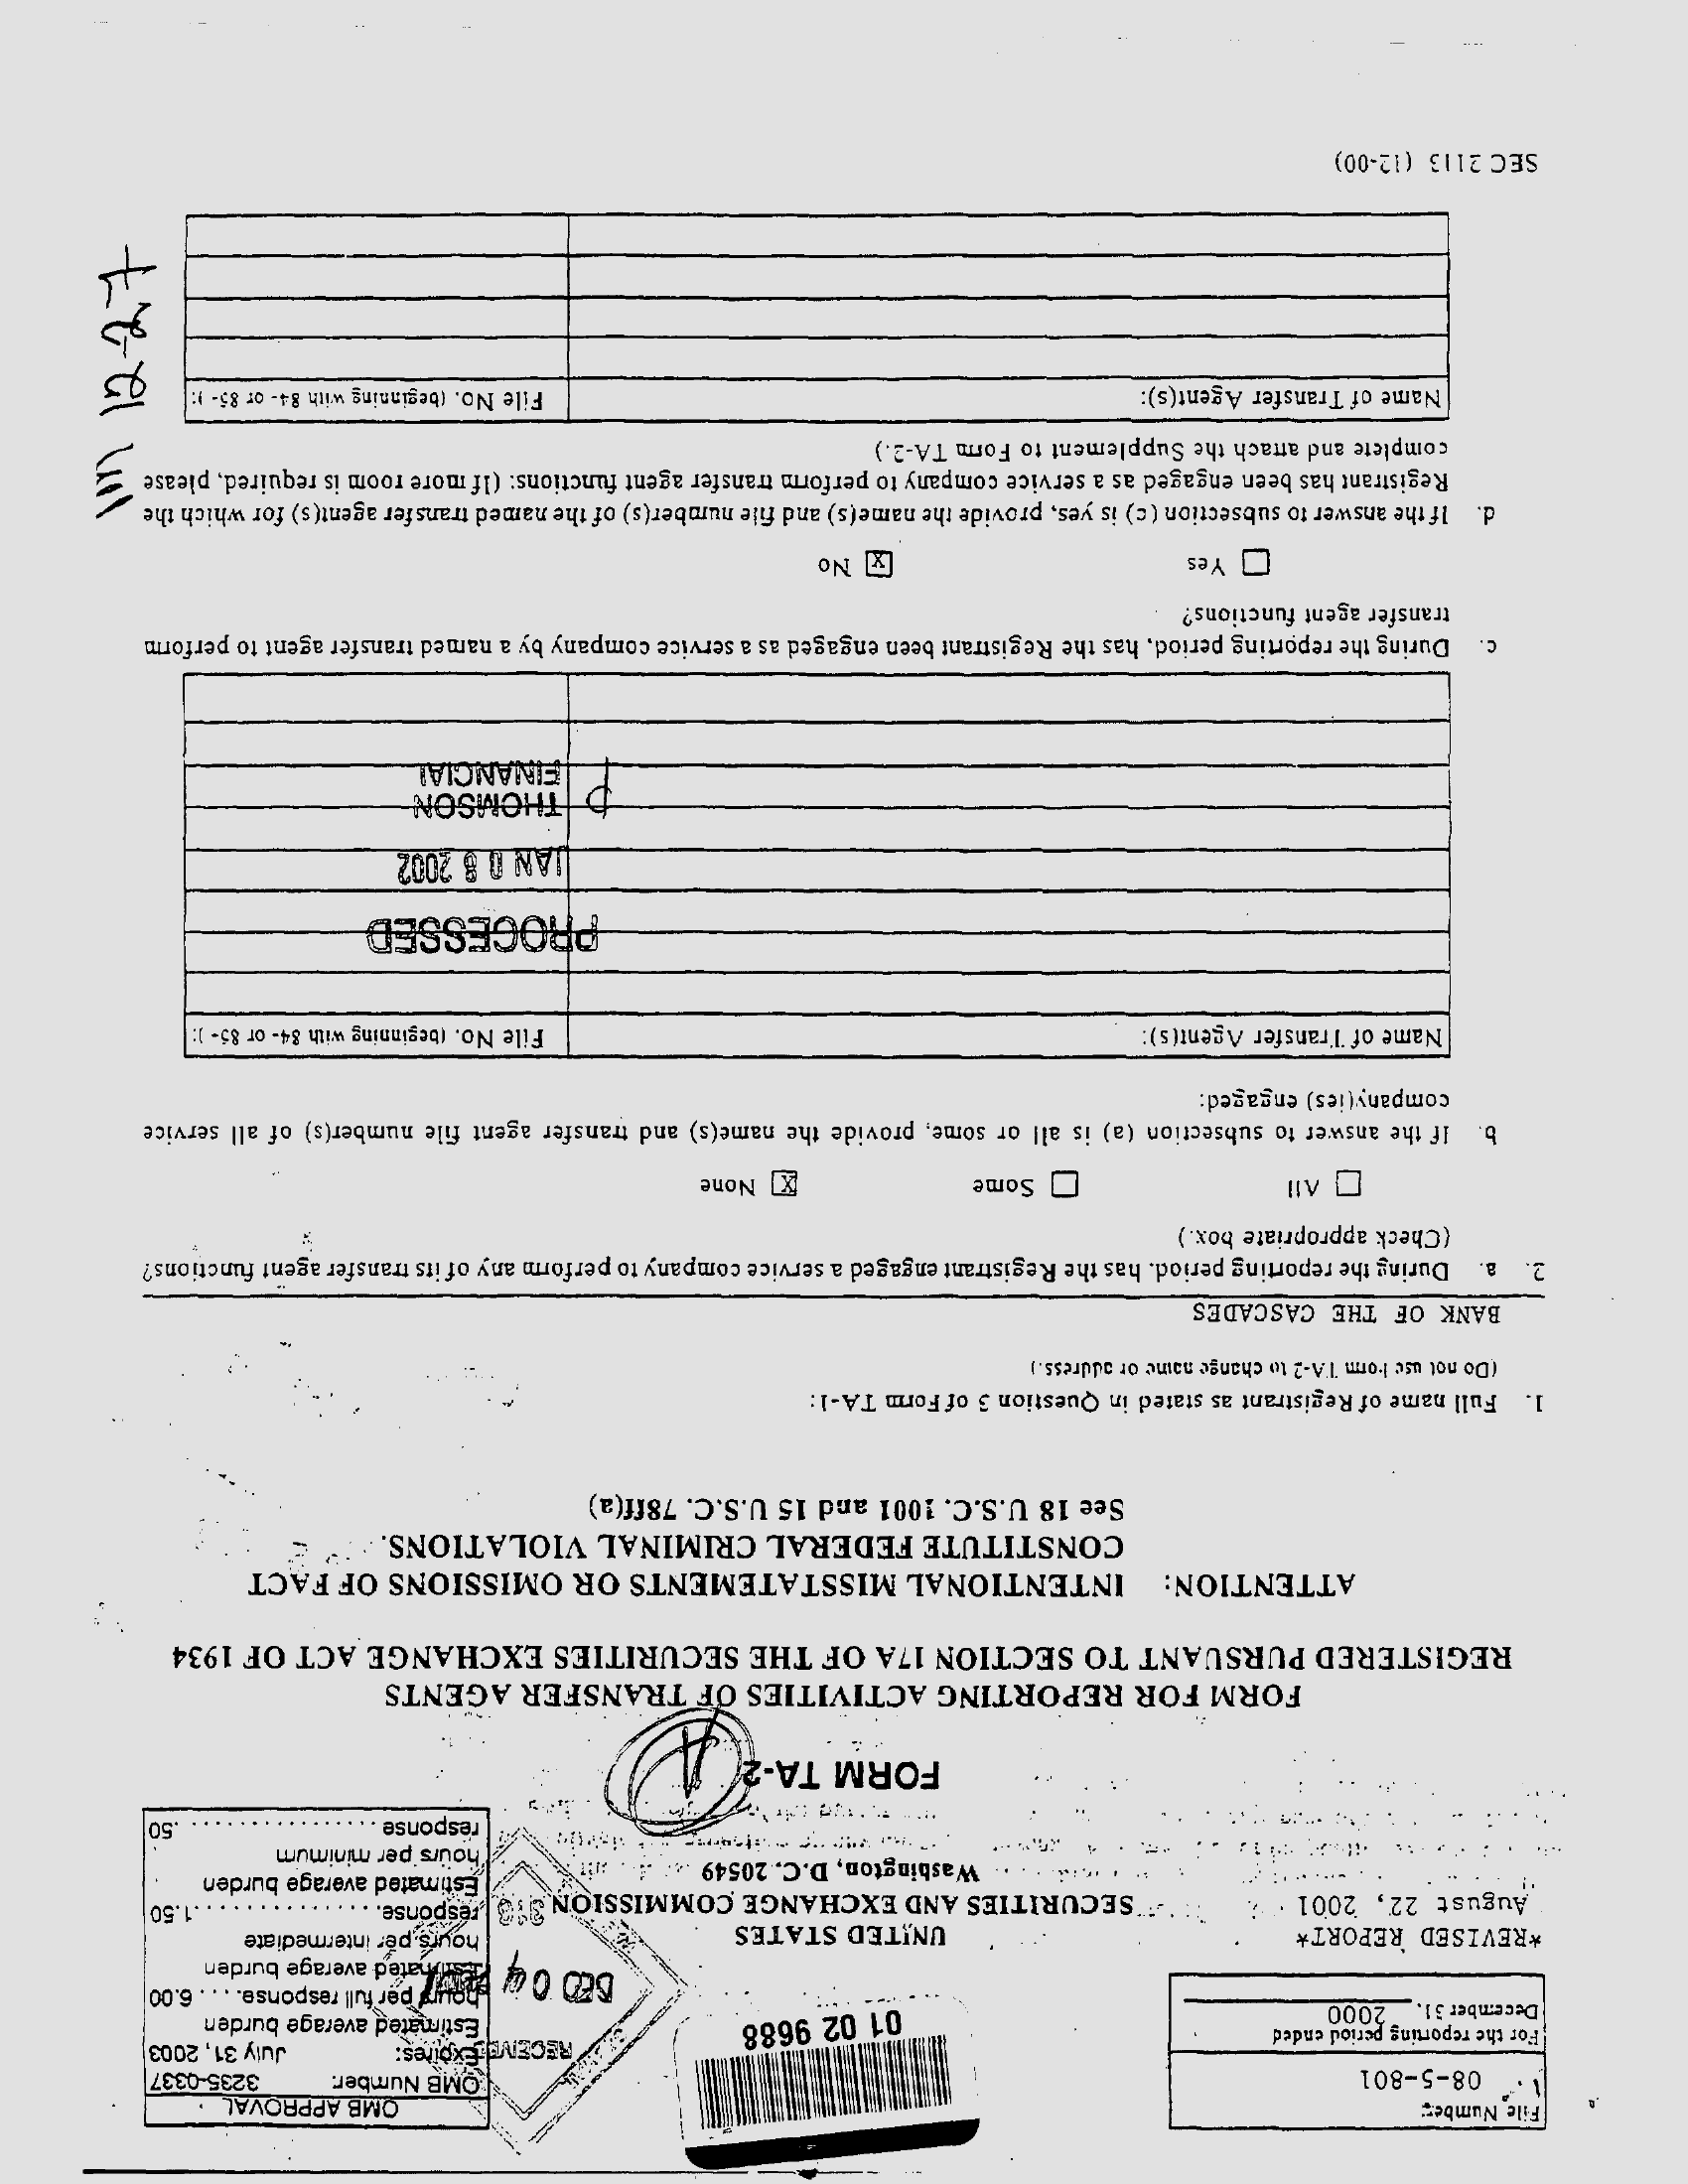 File Number:
08-5-801
For the reporting period ended
December 31, 2000
*REVISED REPORT*
August 22, 2001
01 02 9688
UNITED STATES
SECURITIES AND EXCHANGE COMMISSION
Washington, D.C. 20549
RECEIVED
DEC 04
OMB APPROVAL
OMB Number: 3235-0337
Expires: July 31, 2003
Estimated average burden
hours per full response. . . . . 6.00
Estimated average burden
hours per intermediate
response. . . . . . . . . . . . . . . . 1.50
Estimated average burden
hours per minimum
response . . . . . . . . . . . . . . . . .50
FORM TA-2
FORM FOR REPORTING ACTIVITIES OF TRANSFER AGENTS
REGISTERED PURSUANT TO SECTION 17A OF THE SECURITIES EXCHANGE ACT OF 1934
ATTENTION: INTENTIONAL MISSTATEMENTS OR OMISSIONS OF FACT
CONSTITUTE FEDERAL CRIMINAL VIOLATIONS.
See 18 U.S.C. 1001 and 15 U.S.C. 78ff(a)
1. Full name of Registrant as stated in Question 3 of Form TA-1:
(Do not use Form TA-2 to change name or address.)
BANK OF THE CASCADES
2. a. During the reporting period, has the Registrant engaged a service company to perform any of its transfer agent functions?
(Check appropriate box.)
All Some X None
b. If the answer to subsection (a) is all or some, provide the name(s) and transfer agent file number(s) of all service
company(ies) engaged:
Name of Transfer Agent(s): File No. (beginning with 84- or 85- ):
PROCESSED
JAN 08 2002
THOMSON
FINANCIAL
c. During the reporting period, has the Registrant been engaged as a service company by a named transfer agent to perform
transfer agent functions?
Yes X No
d. If the answer to subsection (c) is yes, provide the name(s) and file number(s) of the named transfer agent(s) for which the
Registrant has been engaged as a service company to perform transfer agent functions: (If more room is required, please
complete and attach the Supplement to Form TA-2.)
Name of Transfer Agent(s): File No. (beginning with 84- or 85- ):
SEC 2113 (12-00)